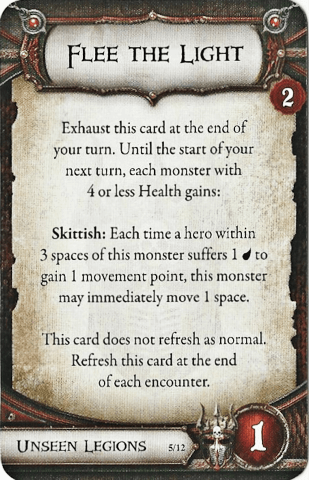 Flee the Light
2
Exhaust this card at the end of
your turn. Until the start of your
next turn, each monster with
4 or less Health gains:
Skittish: Each time a hero within
3 spaces of this monster suffers 1 to
gain 1 movement point, this monster
may immediately move 1 space.
This card does not refresh as normal.
Refresh this card at the end
of each encounter.
Unseen Legions 5/12
1